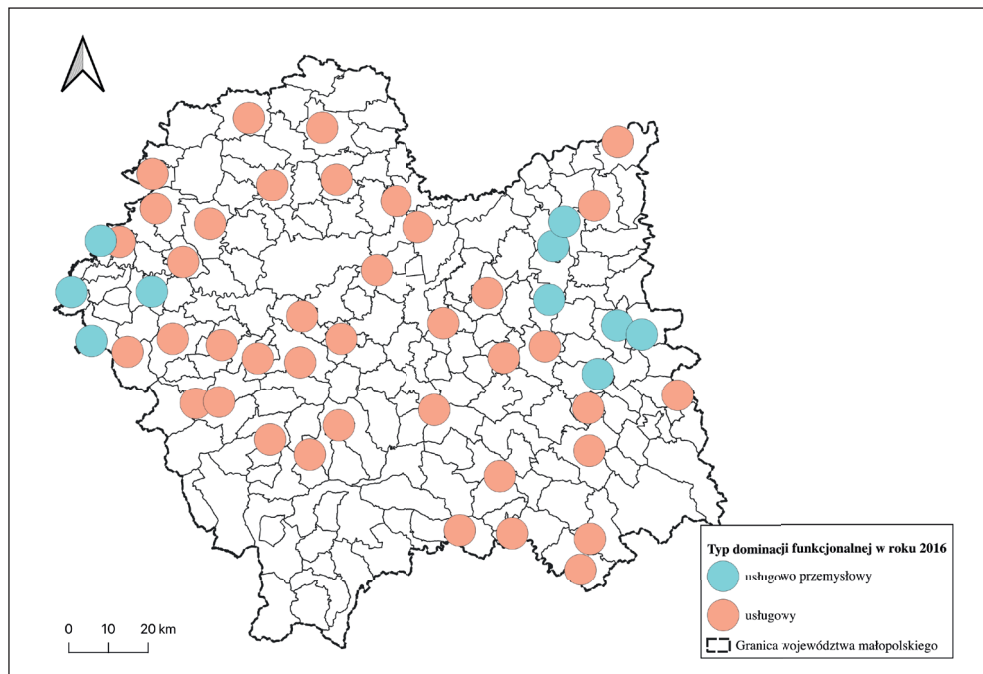 0 10 20 km
Typ dominacji funkcjonalnej w roku 2016
usługowo przemysłowy
usługowy
Granica województwa małopolskiego